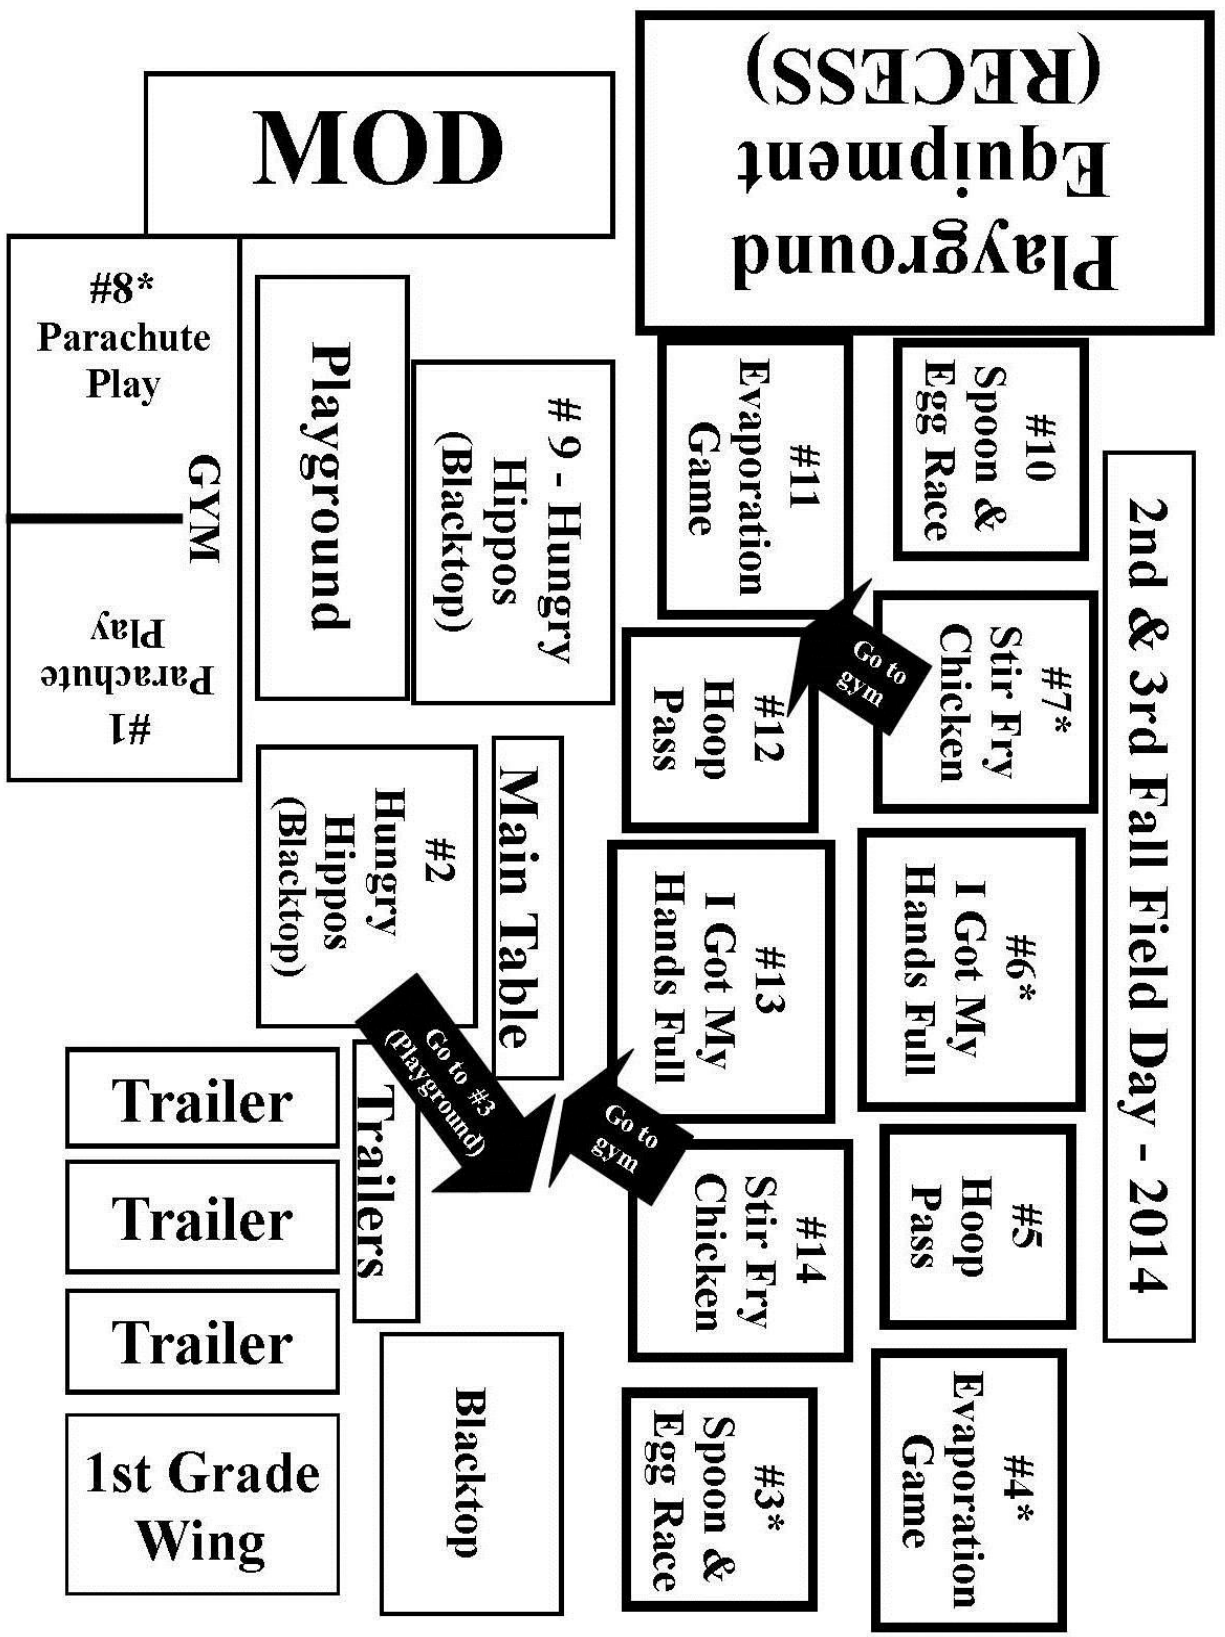 2nd & 3rd Fall Field Day - 2014
Playground
Equipment
(RECESS)
MOD
#8*
Parachute
Play
GYM
#1
Parachute
Play
Playground
# 9 - Hungry
Hippos
(Blacktop)
#11
Evaporation
Game
#10
Spoon &
Egg Race
#7*
Stir Fry
Chicken
Go to
gym
#12
Hoop
Pass
Main Table
#2
Hungry
Hippos
(Blacktop)
#13
I Got My
Hands Full
#6*
I Got My
Hands Full
Go to #3
(Playground)
Go to
gym
Trailers
Trailer
Trailer
Trailer
1st Grade
Wing
Blacktop
#14
Stir Fry
Chicken
#5
Hoop
Pass
#3*
Spoon &
Egg Race
#4*
Evaporation
Game